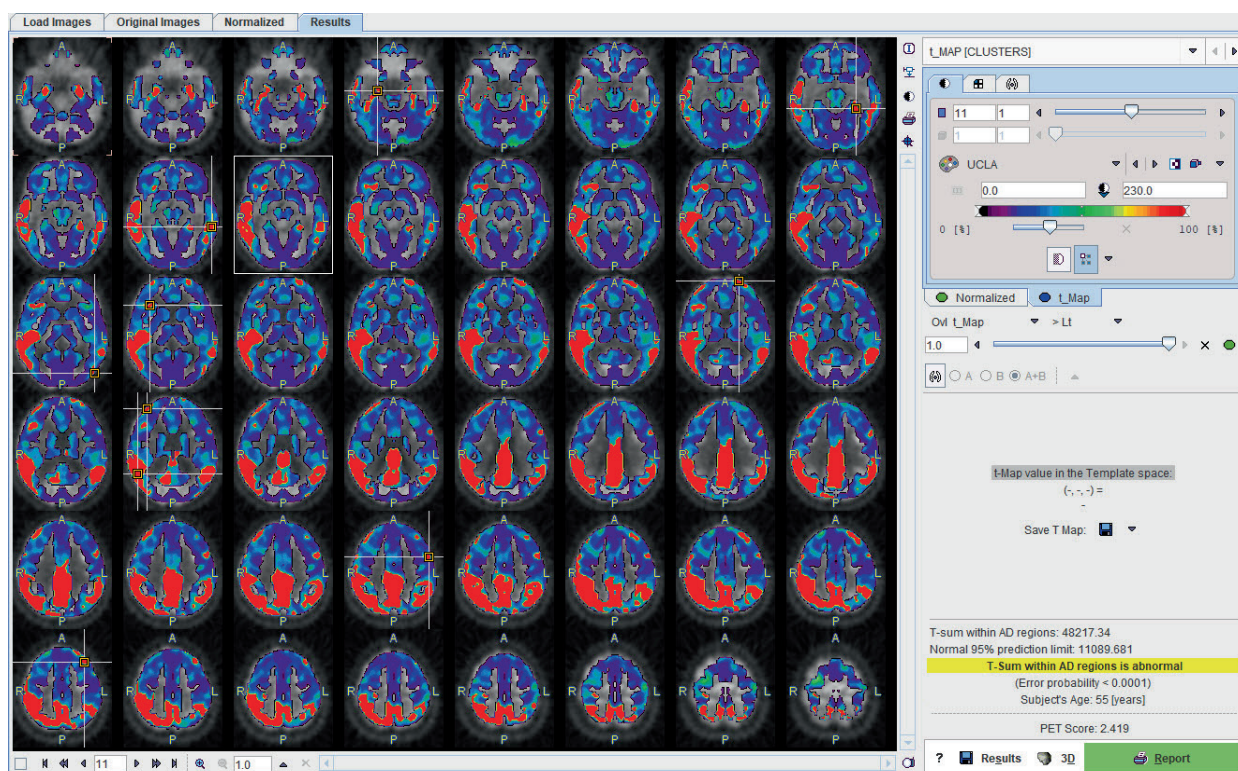 Load Images Original Images Normalized Results
t_MAP [CLUSTERS]
11 1
1 1
UCLA
0.0 230.0
0 [%] 100 [%]
Normalized t_Map
Ovl t_Map > Lt
1.0
A B A+B
t-Map value in the Template space:
(-, -, -) =
-
Save T Map:
T-sum within AD regions: 48217.34
Normal 95% prediction limit: 11089.681
T-Sum within AD regions is abnormal
(Error probability < 0.0001)
Subject's Age: 55 [years]
PET Score: 2.419
? Results 3D Report
A A A A A A A A
R L
P P P P P P P P
A A A A A A A A
R L
P P P P P P P P
A A A A A A A A
R L
P P P P P P P P
A A A A A A A A
R L
P P P P P P P P
A A A A A A A A
R L
P P P P P P P P
A A A A A A A A
R L
P P P P P P P P
11 1.0